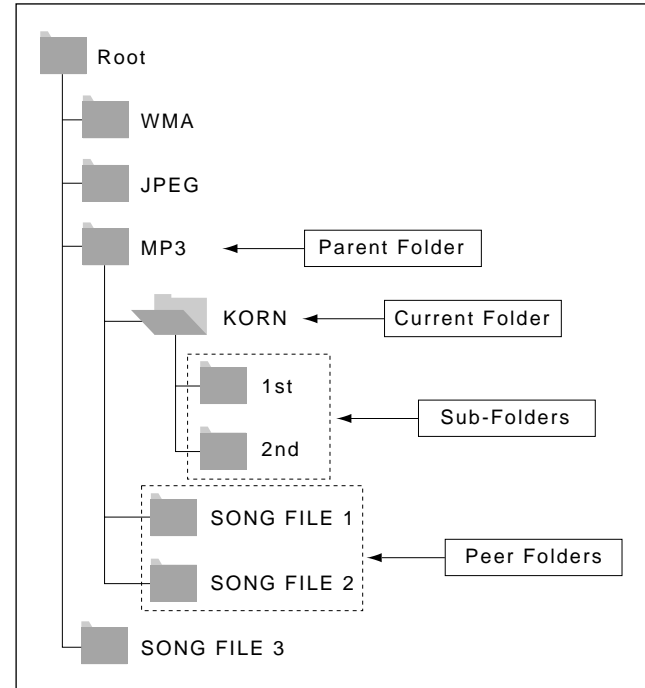 Root
WMA
JPEG
MP3
Parent Folder
KORN
Current Folder
1st
Sub-Folders
2nd
SONG FILE 1
Peer Folders
SONG FILE 2
SONG FILE 3